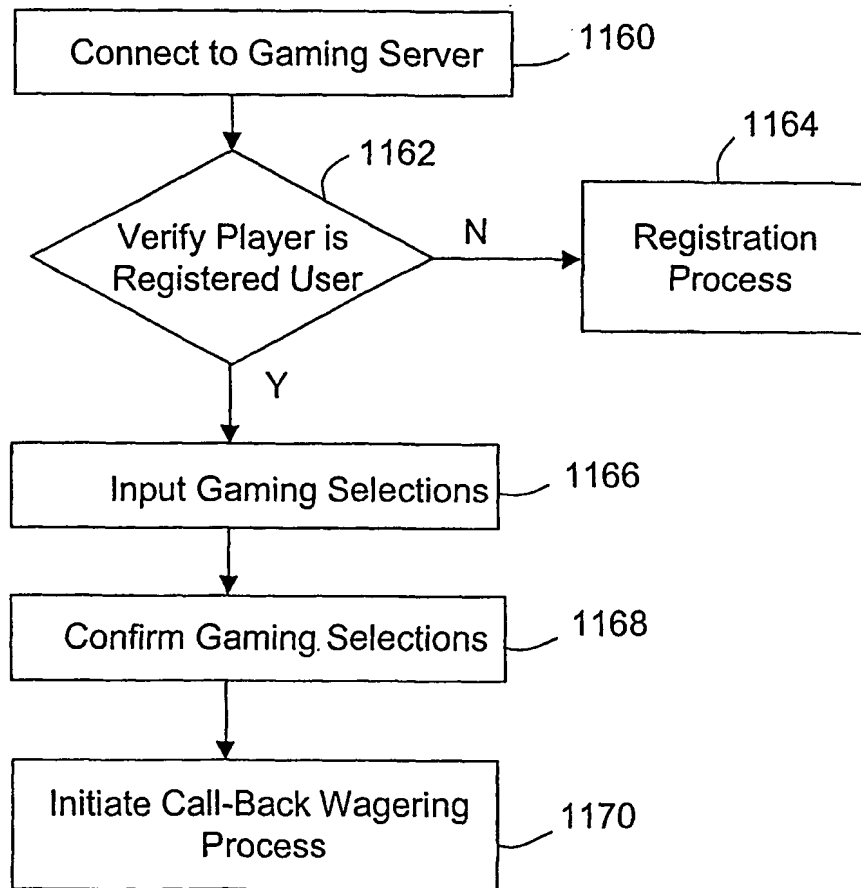 Connect to Gaming Server
1160
1162
1164
Verify Player is
Registered User
N
Registration
Process
Y
Input Gaming Selections
1166
Confirm Gaming Selections
1168
Initiate Call-Back Wagering
Process
1170